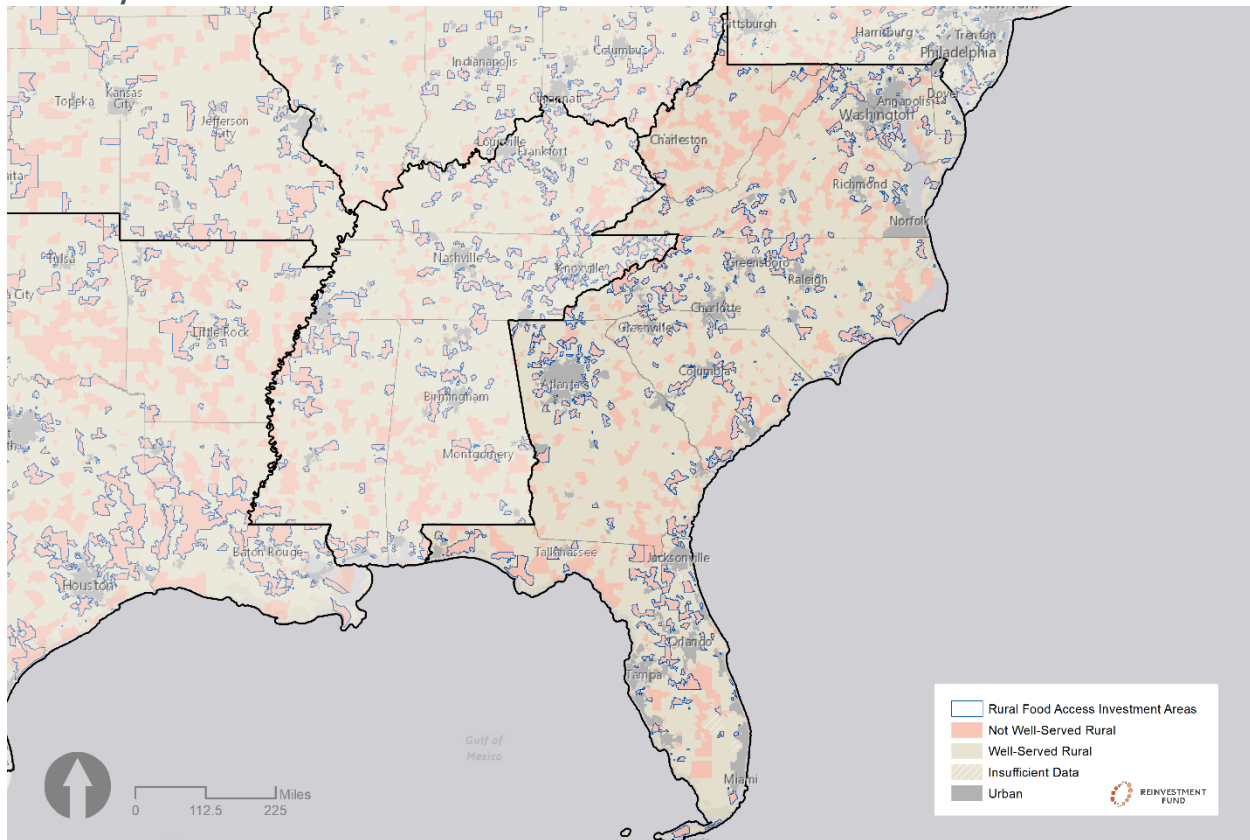 Pittsburgh
Harrisburg
Trenton
Philadelphia
Columbus
Indianapolis
Topeka
Kansas
City
Cincinnati
Dover
Annapolis
Washington
Jefferson
City
Louisville
Frankfort
Charleston
Richmond
Norfolk
Tulsa
Nashville
Knoxville
Greensboro
Raleigh
City
Little Rock
Charlotte
Greenville
Columbia
Atlanta
Birmingham
Montgomery
Baton Rouge
Tallahassee
Jacksonville
Houston
Orlando
Tampa
Gulf of
Mexico
Miami
Miles
0 112.5 225
Rural Food Access Investment Areas
Not Well-Served Rural
Well-Served Rural
Insufficient Data
Urban
REINVESTMENT
FUND